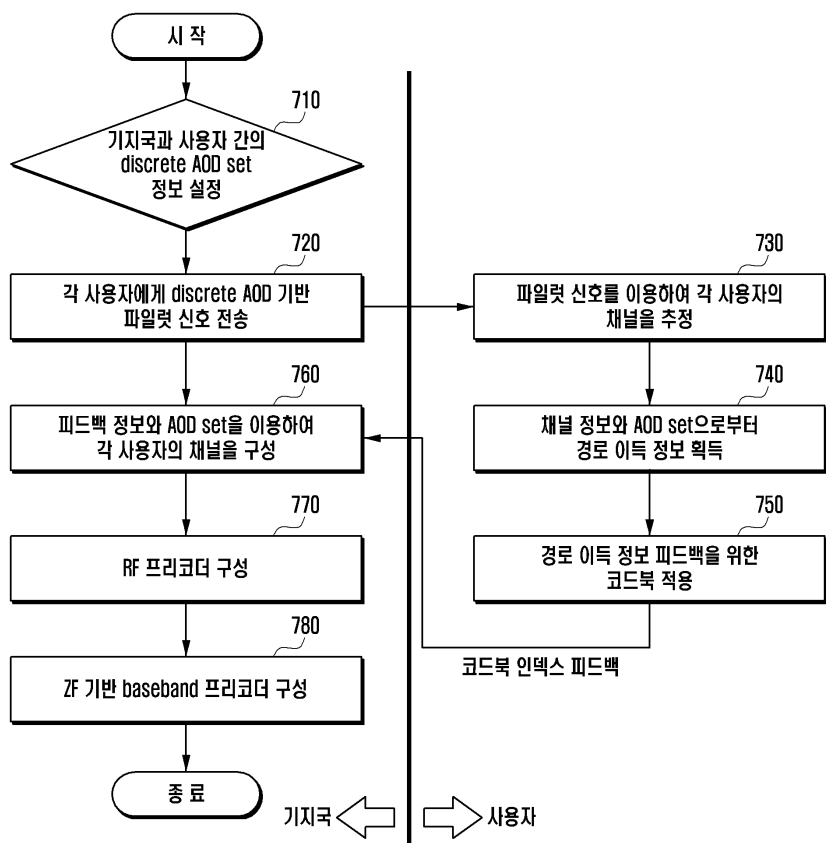 시 작
710
기지국과 사용자 간의
discrete AOD set
정보 설정
720
각 사용자에게 discrete AOD 기반
파일럿 신호 전송
730
파일럿 신호를 이용하여 각 사용자의
채널을 추정
740
채널 정보와 AOD set으로부터
경로 이득 정보 획득
750
경로 이득 정보 피드백을 위한
코드북 적용
코드북 인덱스 피드백
760
피드백 정보와 AOD set을 이용하여
각 사용자의 채널을 구성
770
RF 프리코더 구성
780
ZF 기반 baseband 프리코더 구성
종 료
기지국
사용자